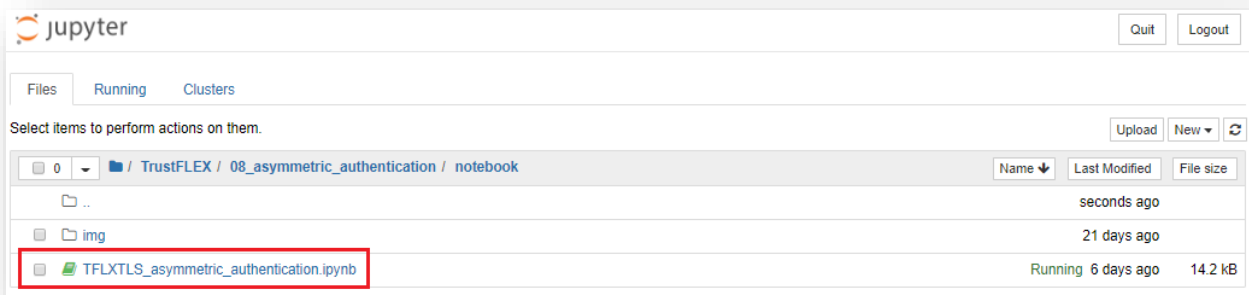 jupyter Quit Logout
Files Running Clusters
Select items to perform actions on them. Upload New
0 / TrustFLEX / 08_asymmetric_authentication / notebook Name Last Modified File size
.. seconds ago
img 21 days ago
TFLXTLS_asymmetric_authentication.ipynb Running 6 days ago 14.2 kB